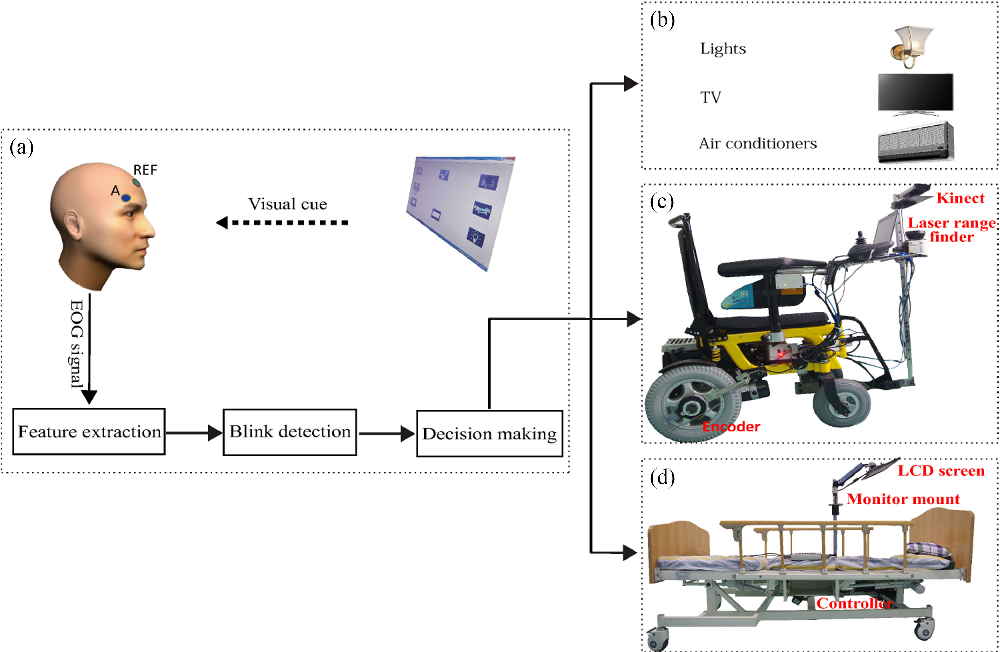 (a)
REF
A
Visual cue
EOG signal
Feature extraction
Blink detection
Decision making
(b)
Lights
TV
Air conditioners
(c)
Kinect
Laser range
finder
Encoder
(d)
LCD screen
Monitor mount
Controller